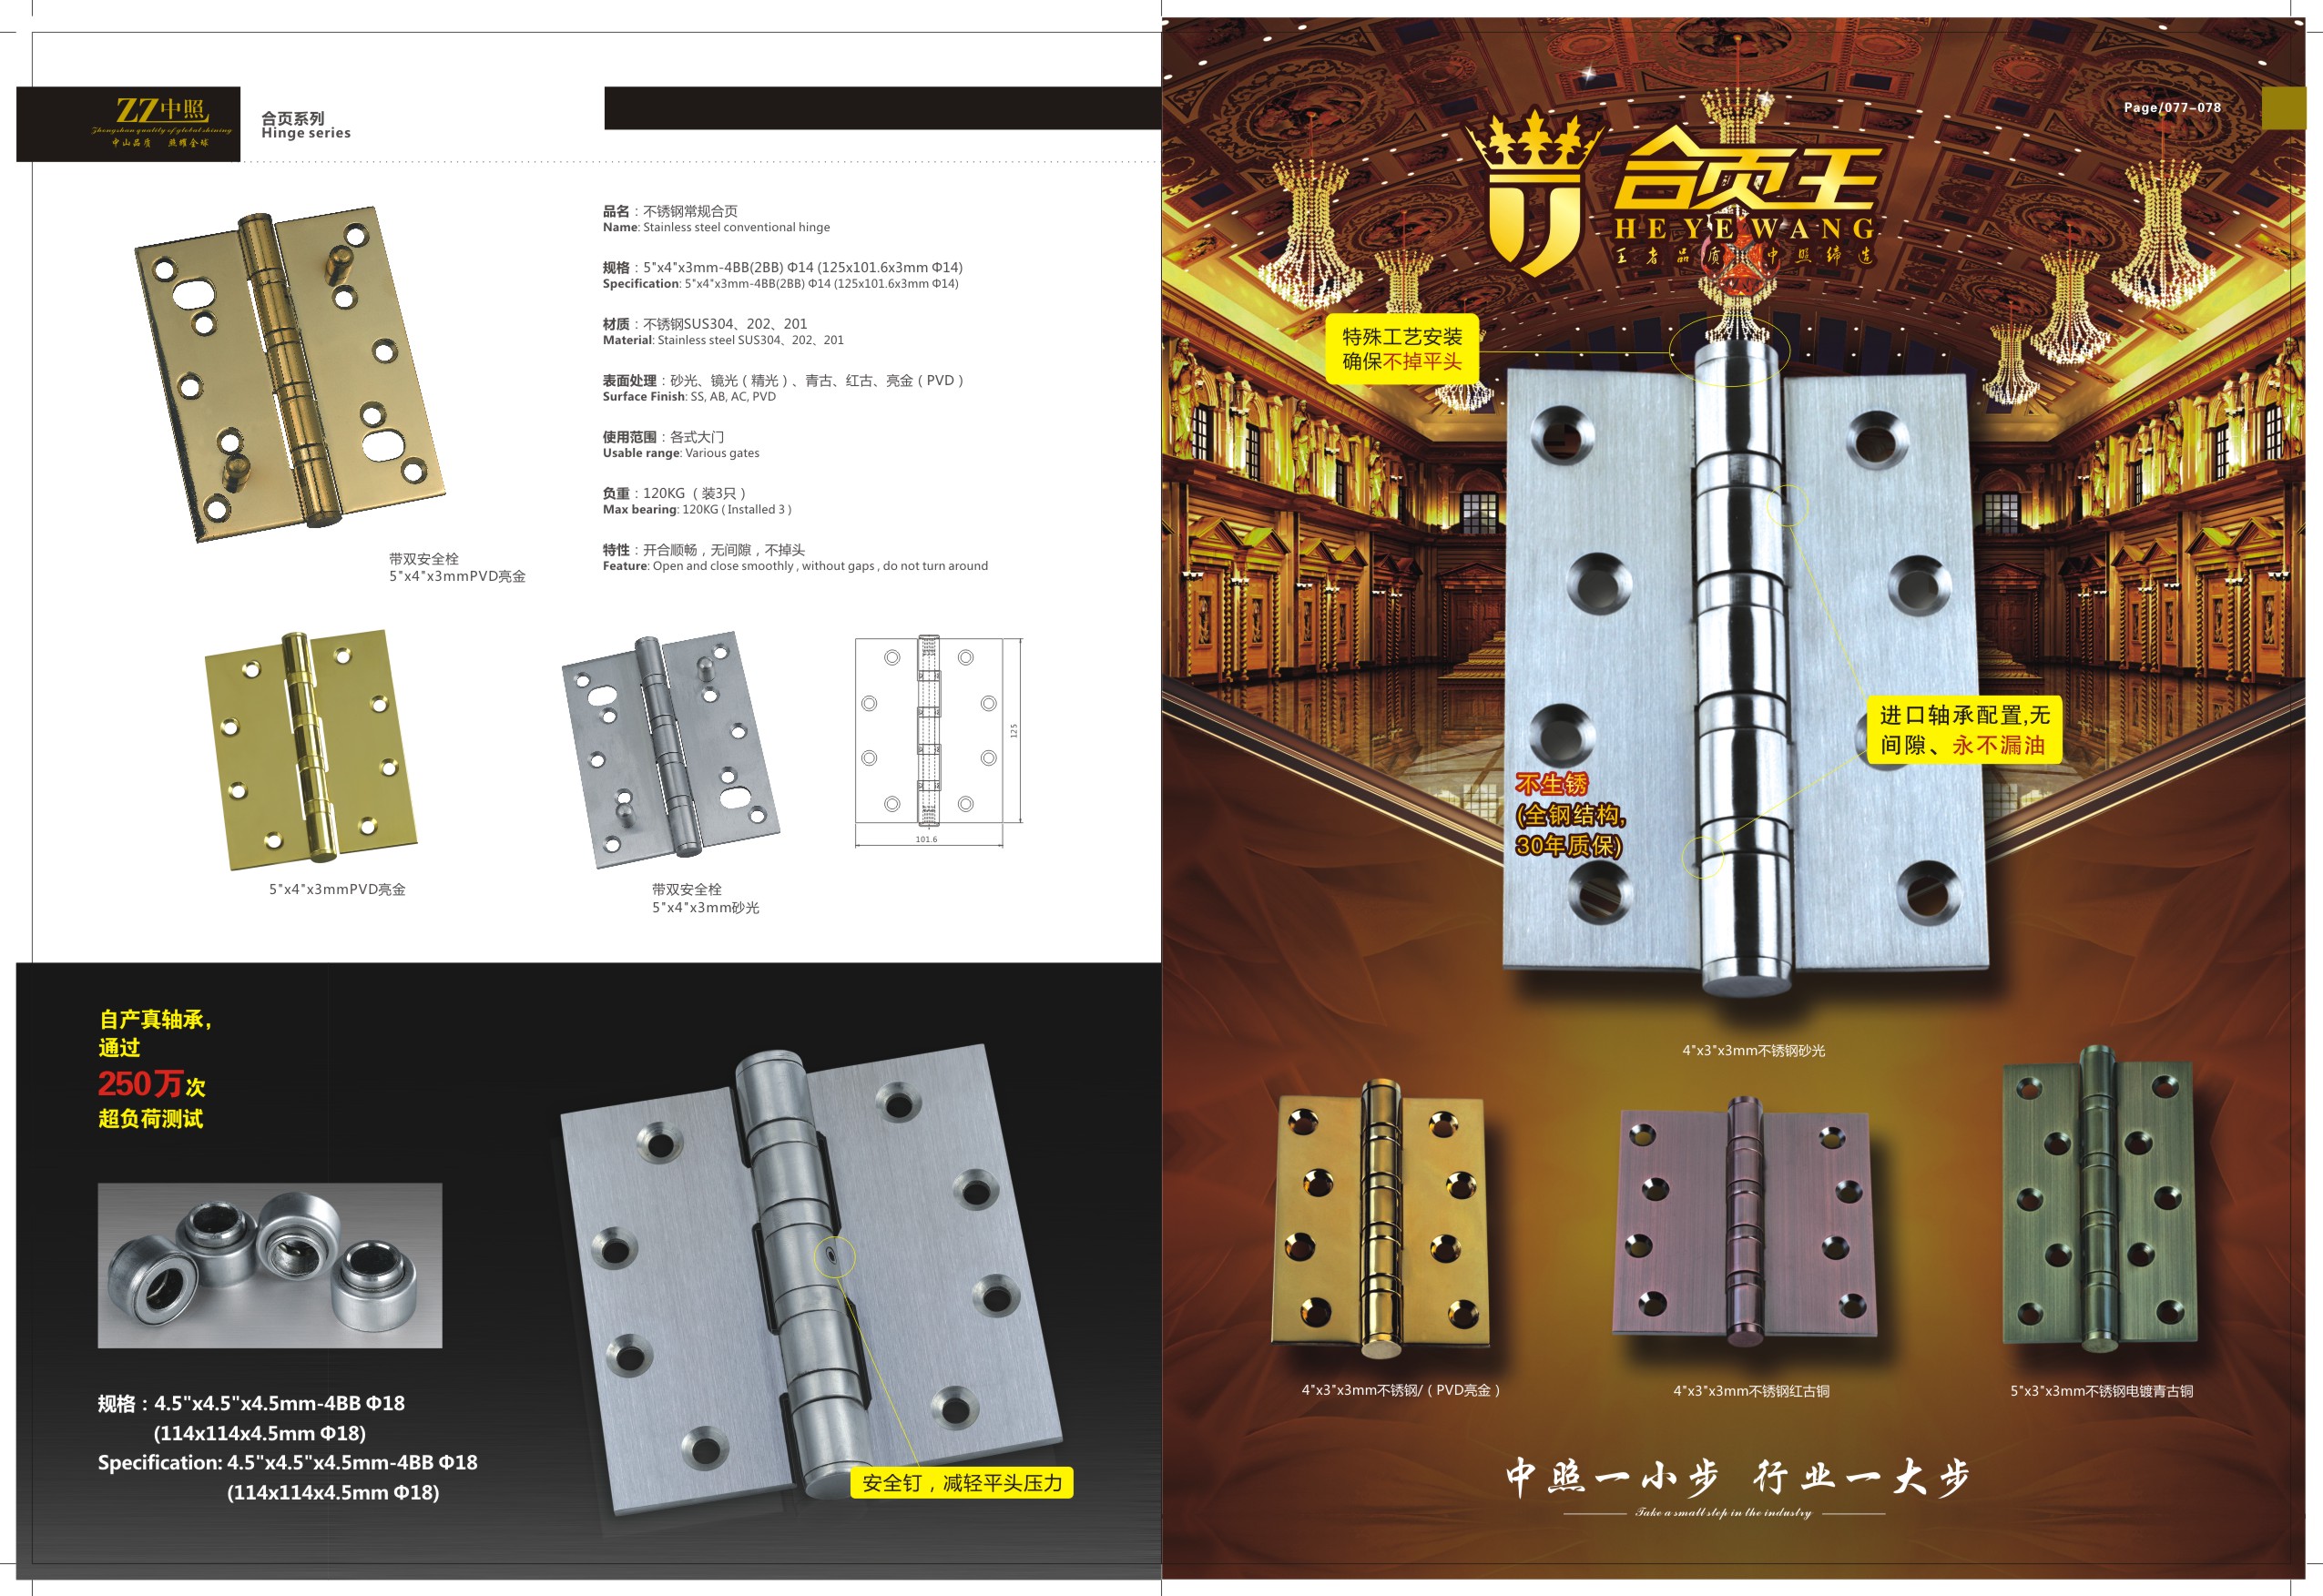 ZZ中照
Zhongshan quality of global shining
中山品质 照耀全球
合页系列
Hinge series
品名：不锈钢常规合页
Name: Stainless steel conventional hinge
规格：5"x4"x3mm-4BB(2BB) Φ14 (125x101.6x3mm Φ14)
Specification: 5"x4"x3mm-4BB(2BB) Φ14 (125x101.6x3mm Φ14)
材质：不锈钢SUS304、202、201
Material: Stainless steel SUS304、202、201
表面处理：砂光、镜光（精光）、青古、红古、亮金（PVD）
Surface Finish: SS, AB, AC, PVD
使用范围：各式大门
Usable range: Various gates
负重：120KG （装3只）
Max bearing: 120KG ( Installed 3 )
特性：开合顺畅，无间隙，不掉头
Feature: Open and close smoothly , without gaps , do not turn around
带双安全栓
5"x4"x3mmPVD亮金
5"x4"x3mmPVD亮金
带双安全栓
5"x4"x3mm砂光
125
101.6
自产真轴承,
通过
250万次
超负荷测试
规格：4.5"x4.5"x4.5mm-4BB Φ18
(114x114x4.5mm Φ18)
Specification: 4.5"x4.5"x4.5mm-4BB Φ18
(114x114x4.5mm Φ18)
安全钉，减轻平头压力
Page/077-078
合页王
HEYEWANG
王者品质 中照缔造
特殊工艺安装
确保不掉平头
进口轴承配置,无
间隙、永不漏油
不生锈
(全钢结构,
30年质保)
4"x3"x3mm不锈钢砂光
4"x3"x3mm不锈钢/（PVD亮金）
4"x3"x3mm不锈钢红古铜
5"x3"x3mm不锈钢电镀青古铜
中照一小步 行业一大步
Take a small step in the industry